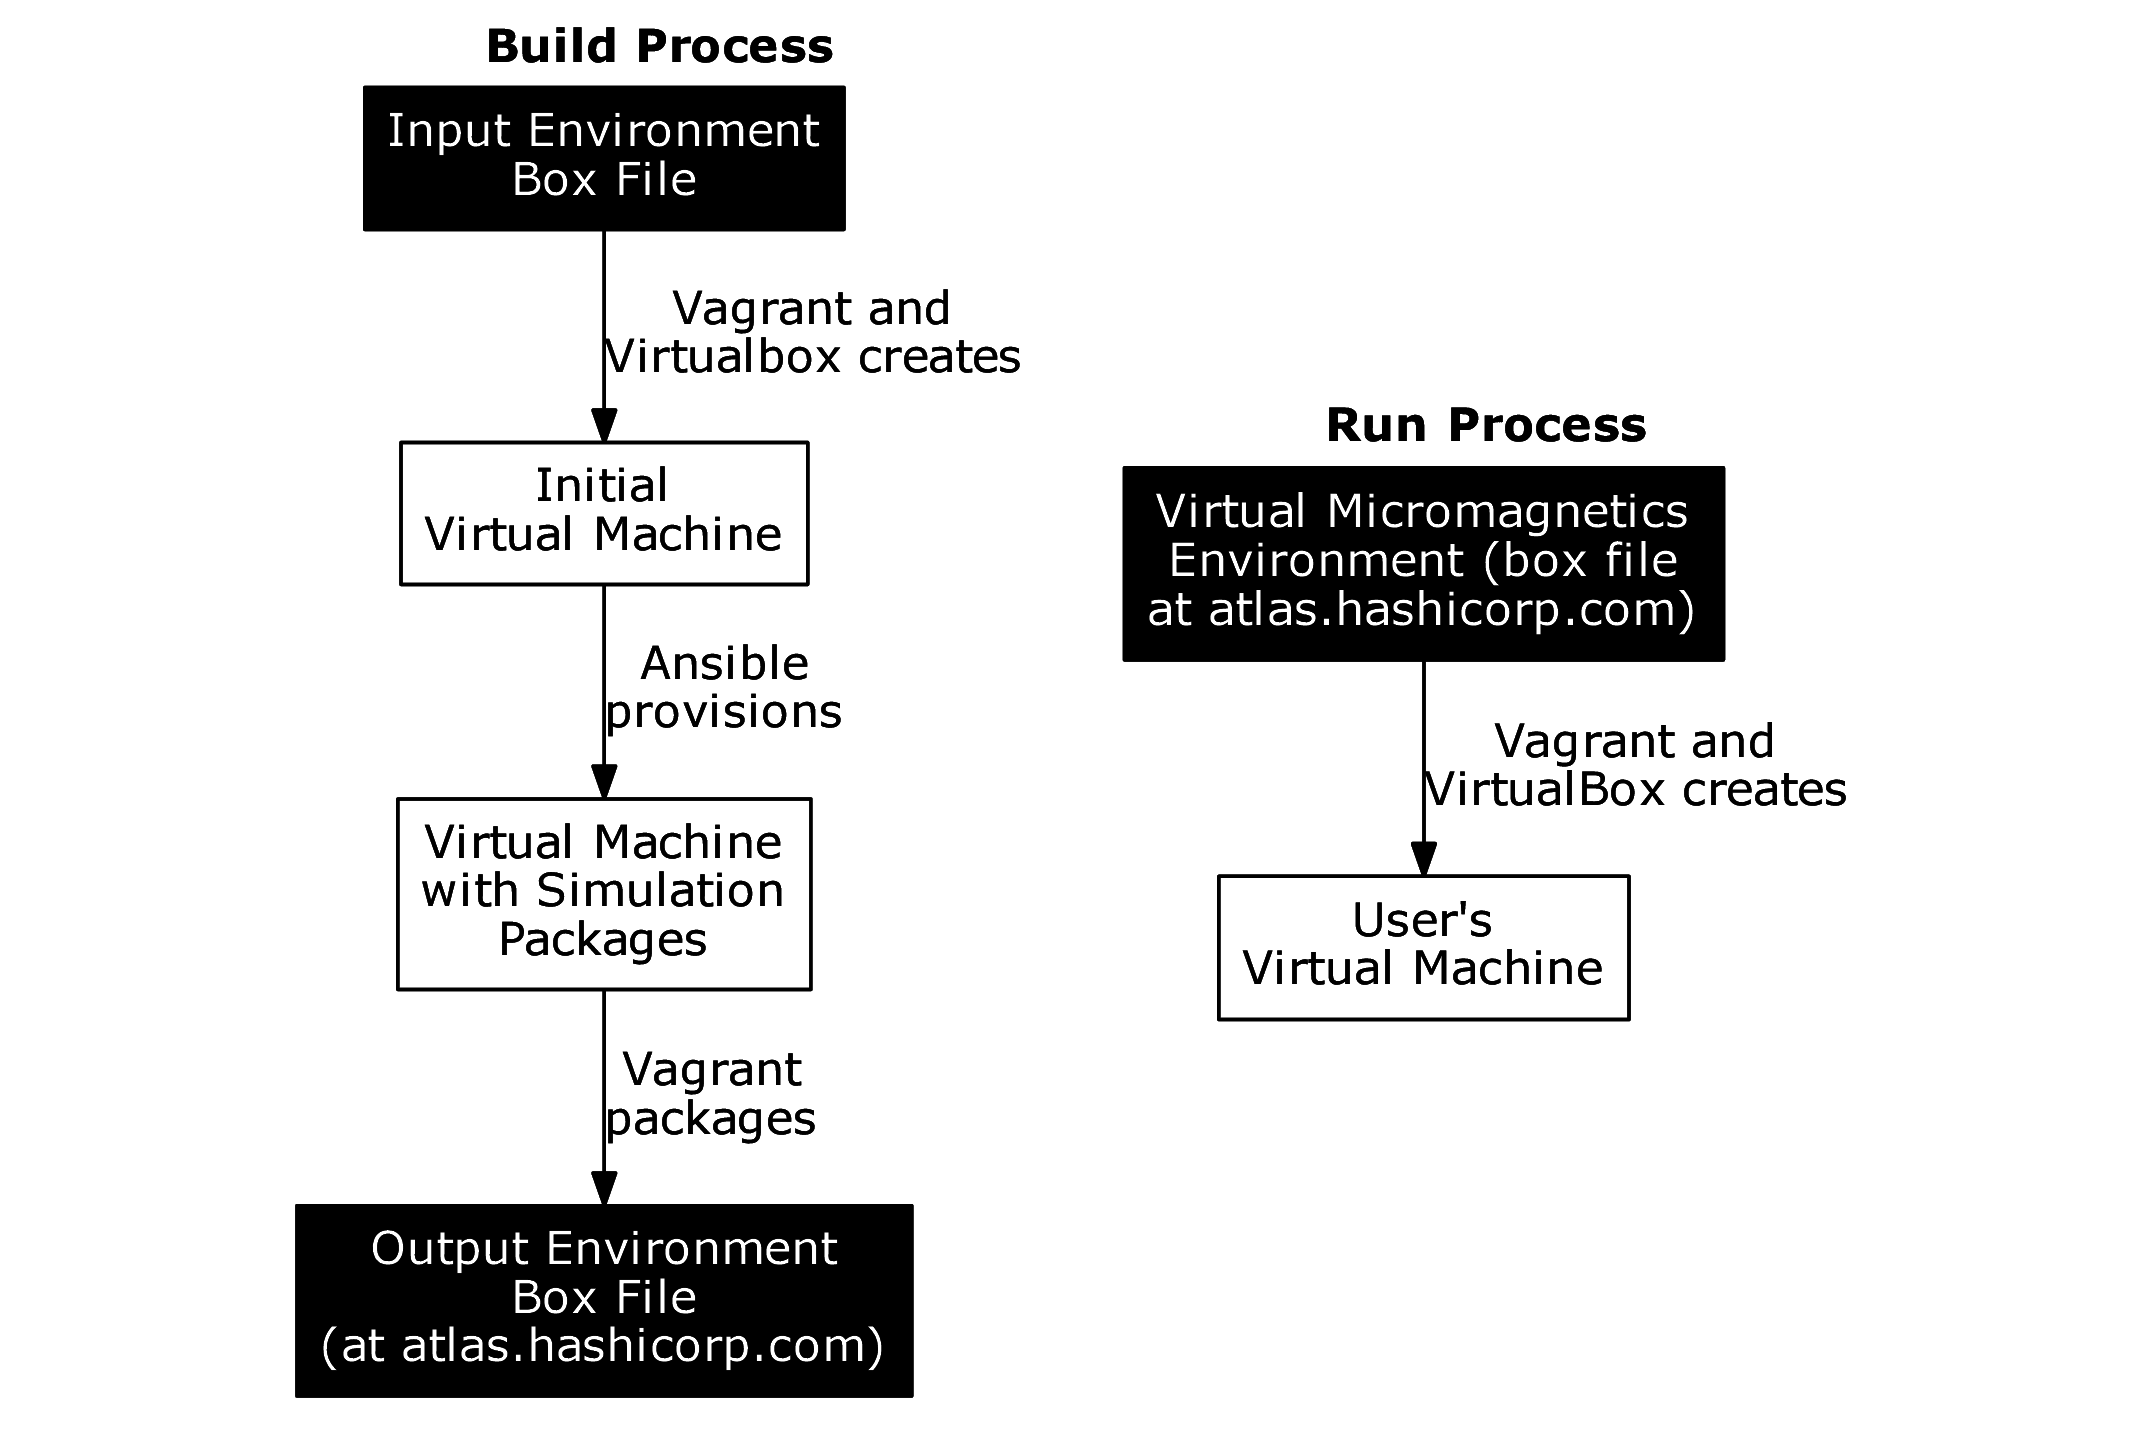 Build Process
Input Environment
Box File
Vagrant and
Virtualbox creates
Initial
Virtual Machine
Ansible
provisions
Virtual Machine
with Simulation
Packages
Vagrant
packages
Output Environment
Box File
(at atlas.hashicorp.com)
Run Process
Virtual Micromagnetics
Environment (box file
at atlas.hashicorp.com)
Vagrant and
VirtualBox creates
User's
Virtual Machine